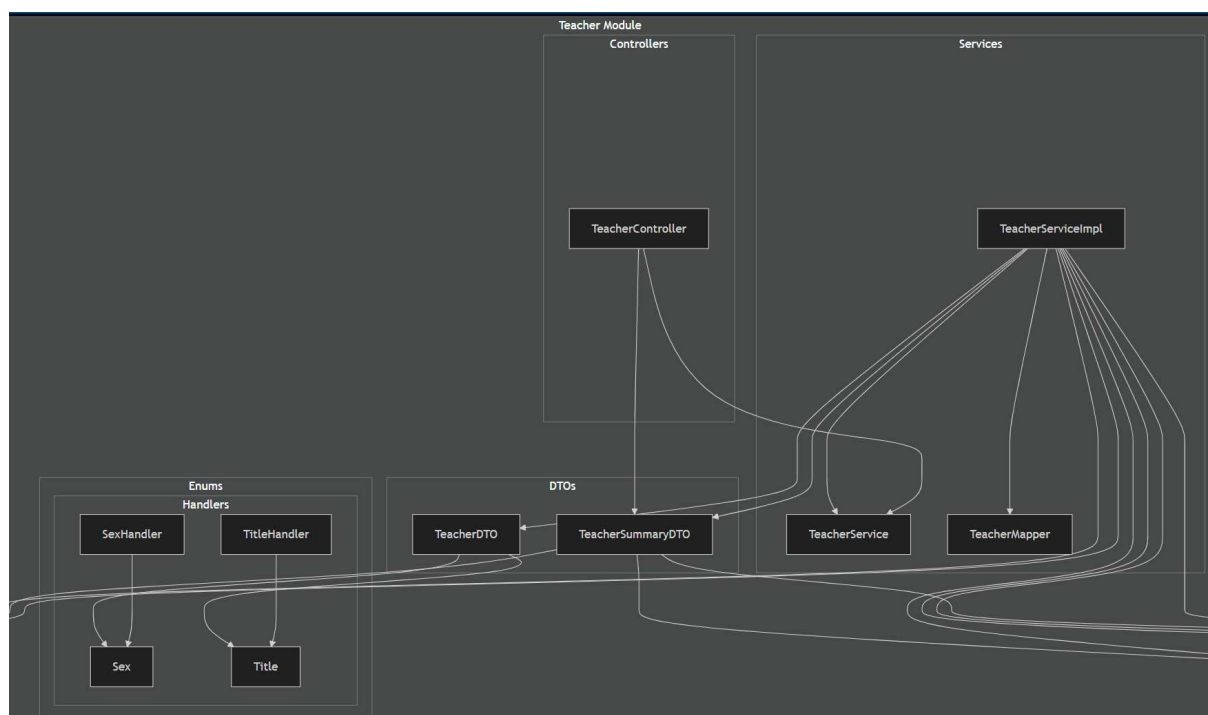 Teacher Module
Controllers
Services
TeacherController
TeacherServiceImpl
Enums
DTOs
Handlers
SexHandler
TitleHandler
TeacherDTO
TeacherSummaryDTO
TeacherService
TeacherMapper
Sex
Title